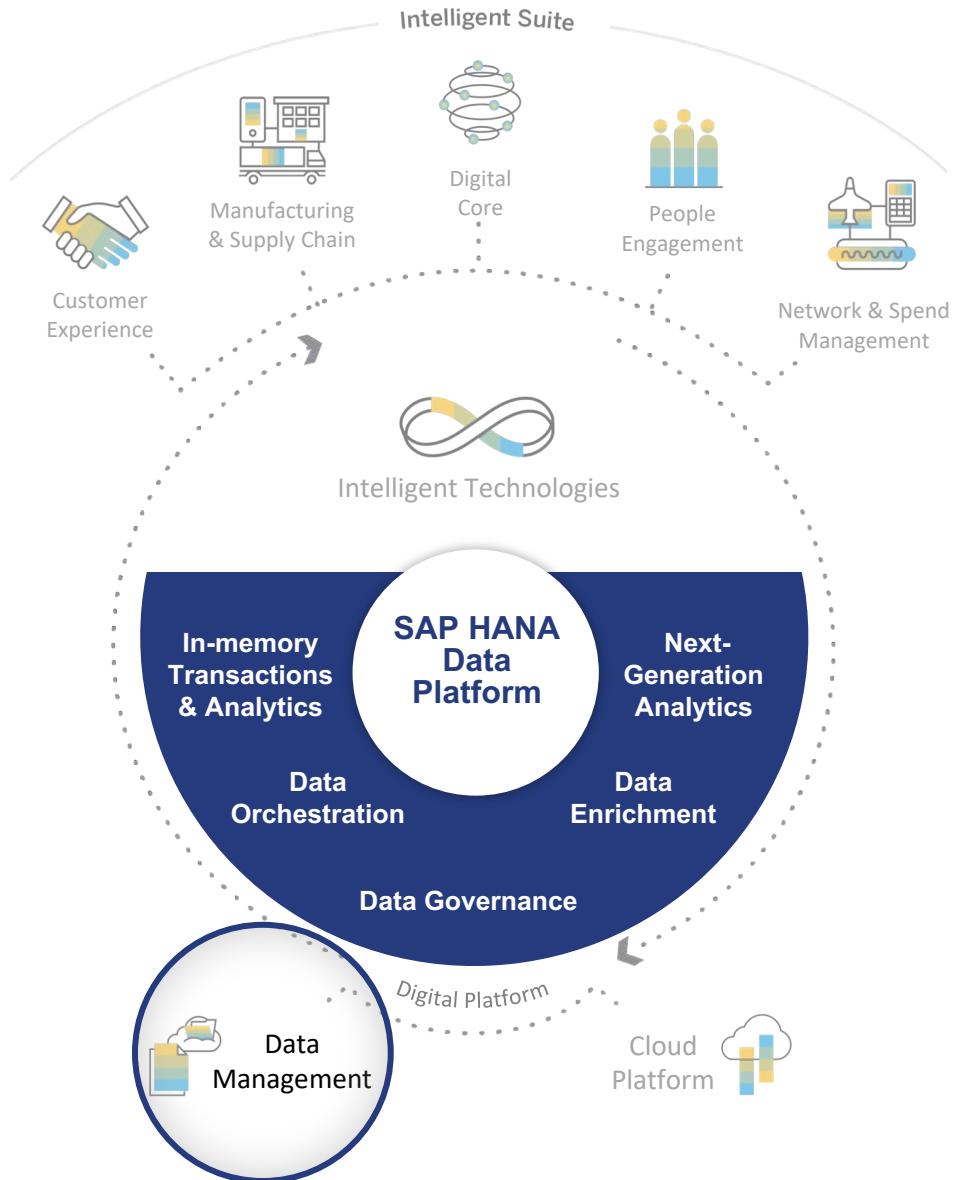 Intelligent Suite
Digital
Core
Manufacturing
& Supply Chain
People
Engagement
Customer
Experience
Network & Spend
Management
Intelligent Technologies
SAP HANA
Data
Platform
In-memory
Transactions
& Analytics
Next-
Generation
Analytics
Data
Orchestration
Data
Enrichment
Data Governance
Digital Platform
Data
Management
Cloud
Platform